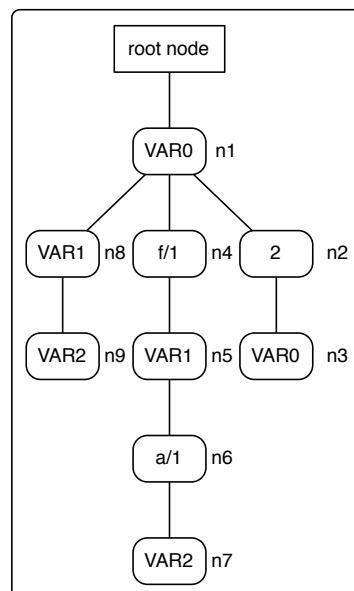 root node
VAR0 n1
VAR1 n8 f/1 n4 2 n2
VAR2 n9 VAR1 n5 VAR0 n3
a/1 n6
VAR2 n7